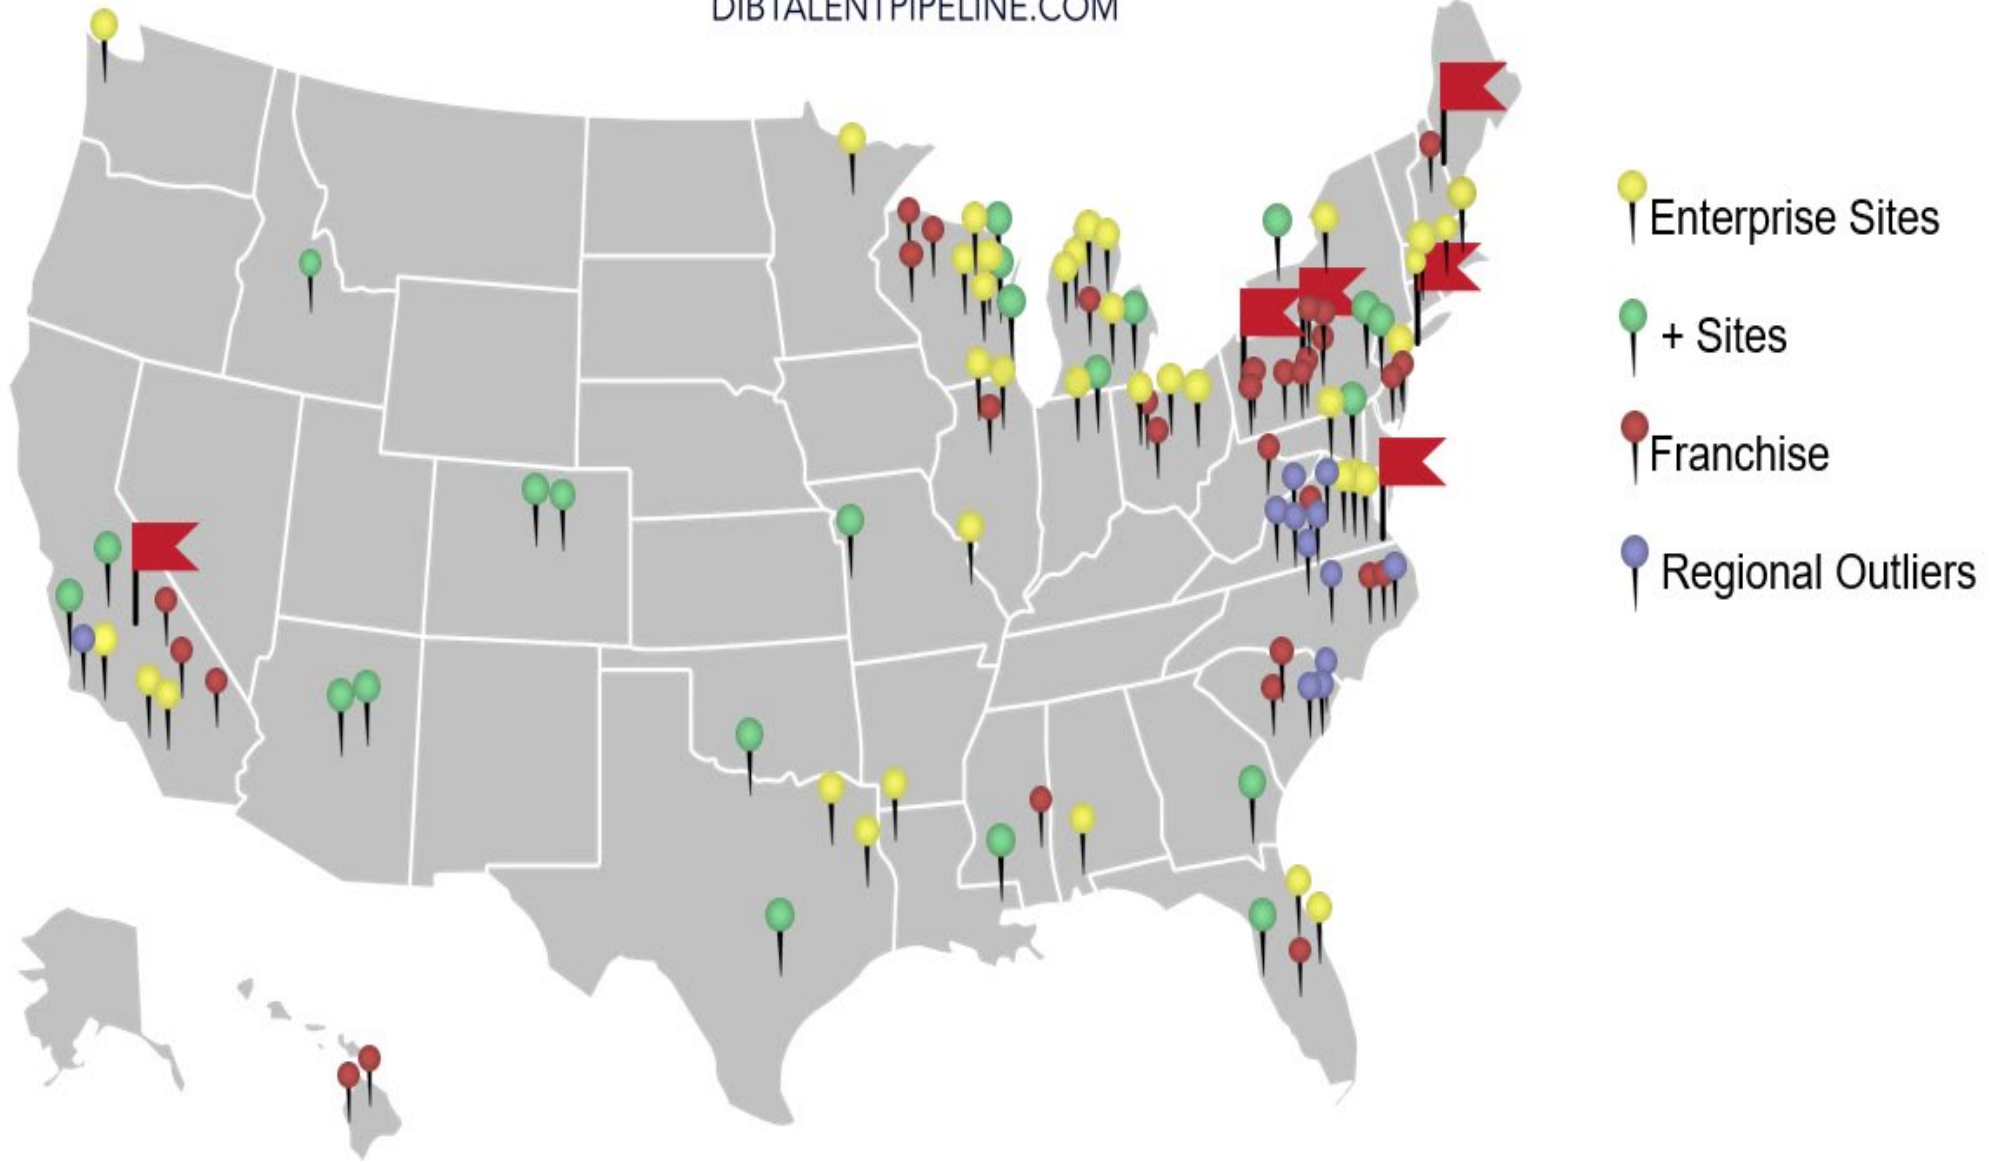 DIBTALENTPIPELINE.COM
Enterprise Sites
+ Sites
Franchise
Regional Outliers